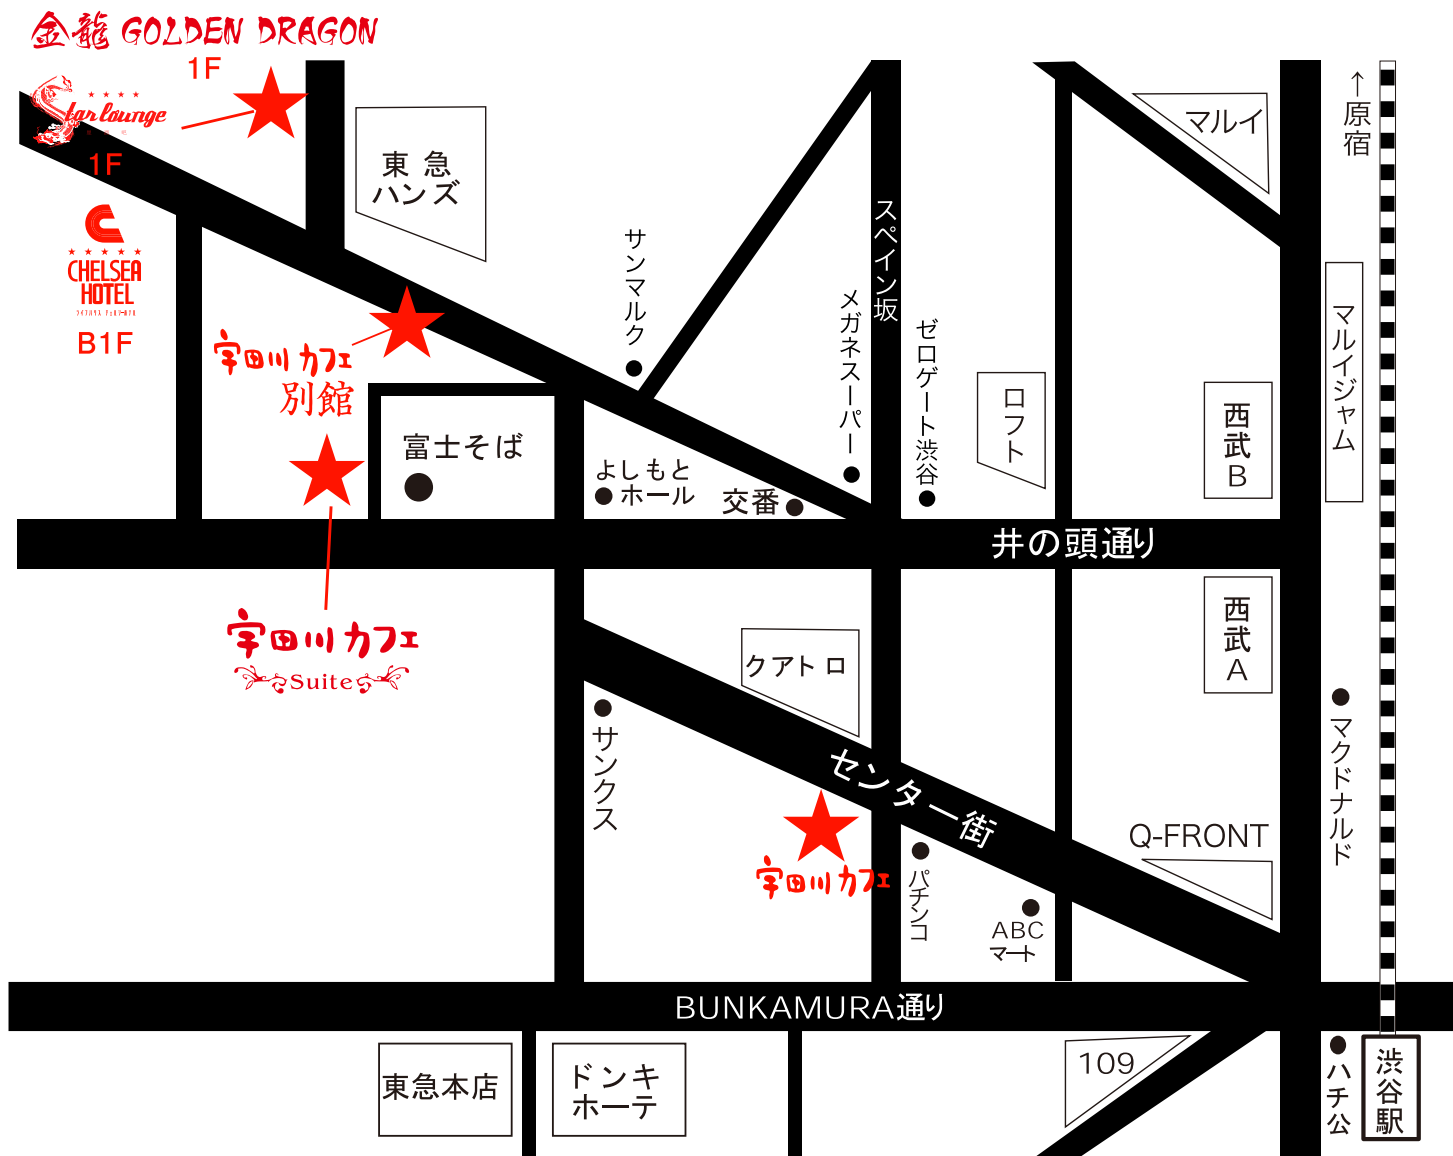 金龍 GOLDEN DRAGON
1F
Star lounge
1F
CHELSEA
HOTEL
B1F
東急
ハンズ
宇田川カフェ
別館
富士そば
宇田川カフェ
Suite
サンマルク
よしもと
ホール
交番
メガネスーパー
スペイン坂
ゼロゲート渋谷
ロフト
マルイ
↑原宿
マルイジャム
西武B
井の頭通り
西武A
クアトロ
サンクス
センター街
宇田川カフェ
パチンコ
ABC
マート
Q-FRONT
マクドナルド
BUNKAMURA通り
東急本店
ドンキ
ホーテ
109
ハチ公
渋谷駅